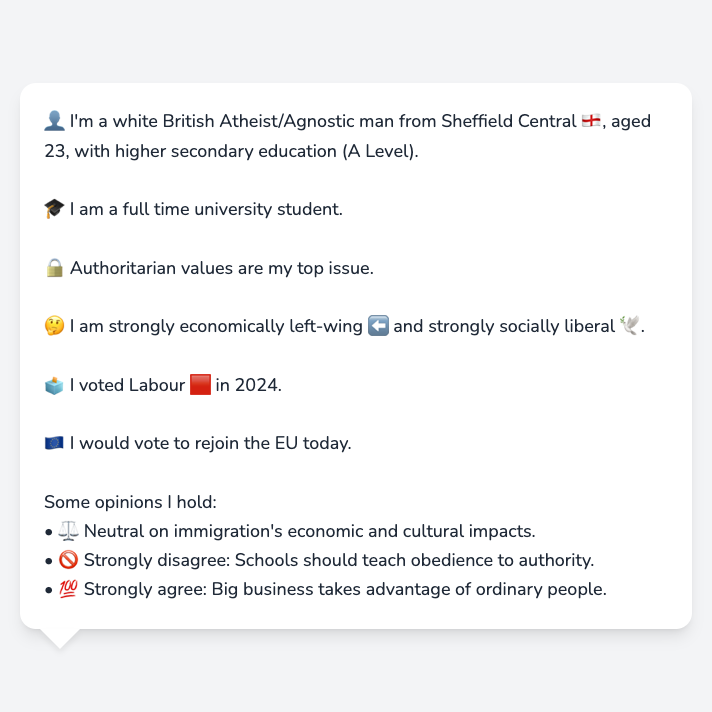 👤 I'm a white British Atheist/Agnostic man from Sheffield Central 🏴󠁧󠁢󠁥󠁮󠁧󠁿, aged
23, with higher secondary education (A Level).
🎓 I am a full time university student.
🔒 Authoritarian values are my top issue.
🤔 I am strongly economically left-wing ⬅️ and strongly socially liberal 🕊️.
🗳️ I voted Labour 🟥 in 2024.
🇪🇺 I would vote to rejoin the EU today.
Some opinions I hold:
• ⚖️ Neutral on immigration's economic and cultural impacts.
• 🚫 Strongly disagree: Schools should teach obedience to authority.
• 💯 Strongly agree: Big business takes advantage of ordinary people.